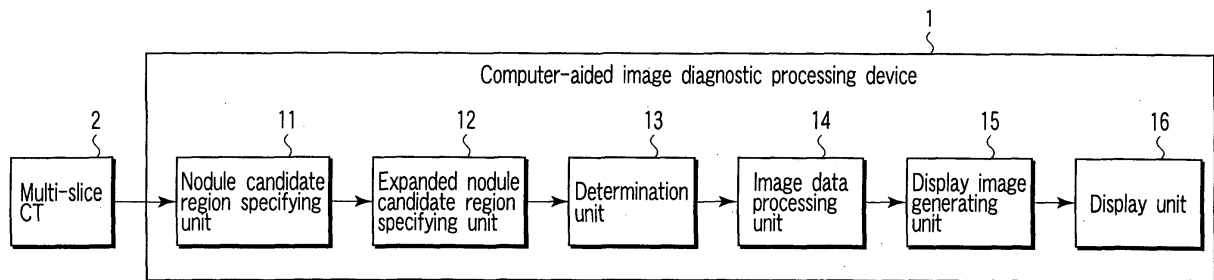 1
Computer-aided image diagnostic processing device
2
11
12
13
14
15
16
Multi-slice
CT
Nodule candidate
region specifying
unit
Expanded nodule
candidate region
specifying unit
Determination
unit
Image data
processing
unit
Display image
generating
unit
Display unit